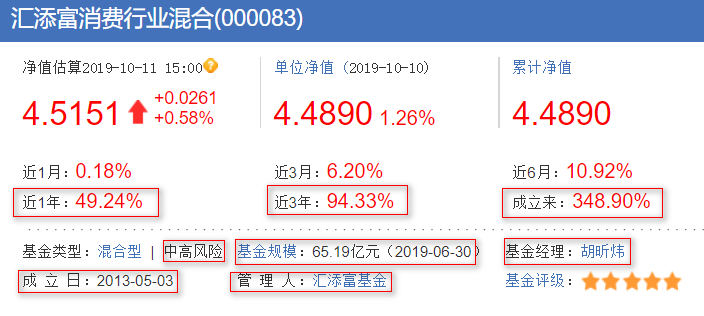 汇添富消费行业混合(000083)
净值估算2019-10-11 15:00 单位净值（2019-10-10） 累计净值
4.5151 +0.0261 +0.58% 4.4890 1.26% 4.4890
近1月：0.18% 近3月：6.20% 近6月：10.92%
近1年：49.24% 近3年：94.33% 成立来：348.90%
基金类型：混合型 | 中高风险 基金规模：65.19亿元（2019-06-30） 基金经理：胡昕炜
成 立 日：2013-05-03 管 理 人：汇添富基金 基金评级：